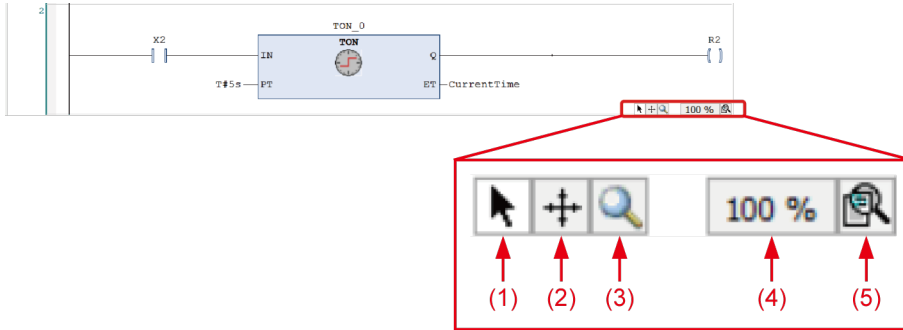 2
TON_0
X2 TON R2
IN Q
T#5s PT ET CurrentTime
100 %
100 %
(1) (2) (3) (4) (5)